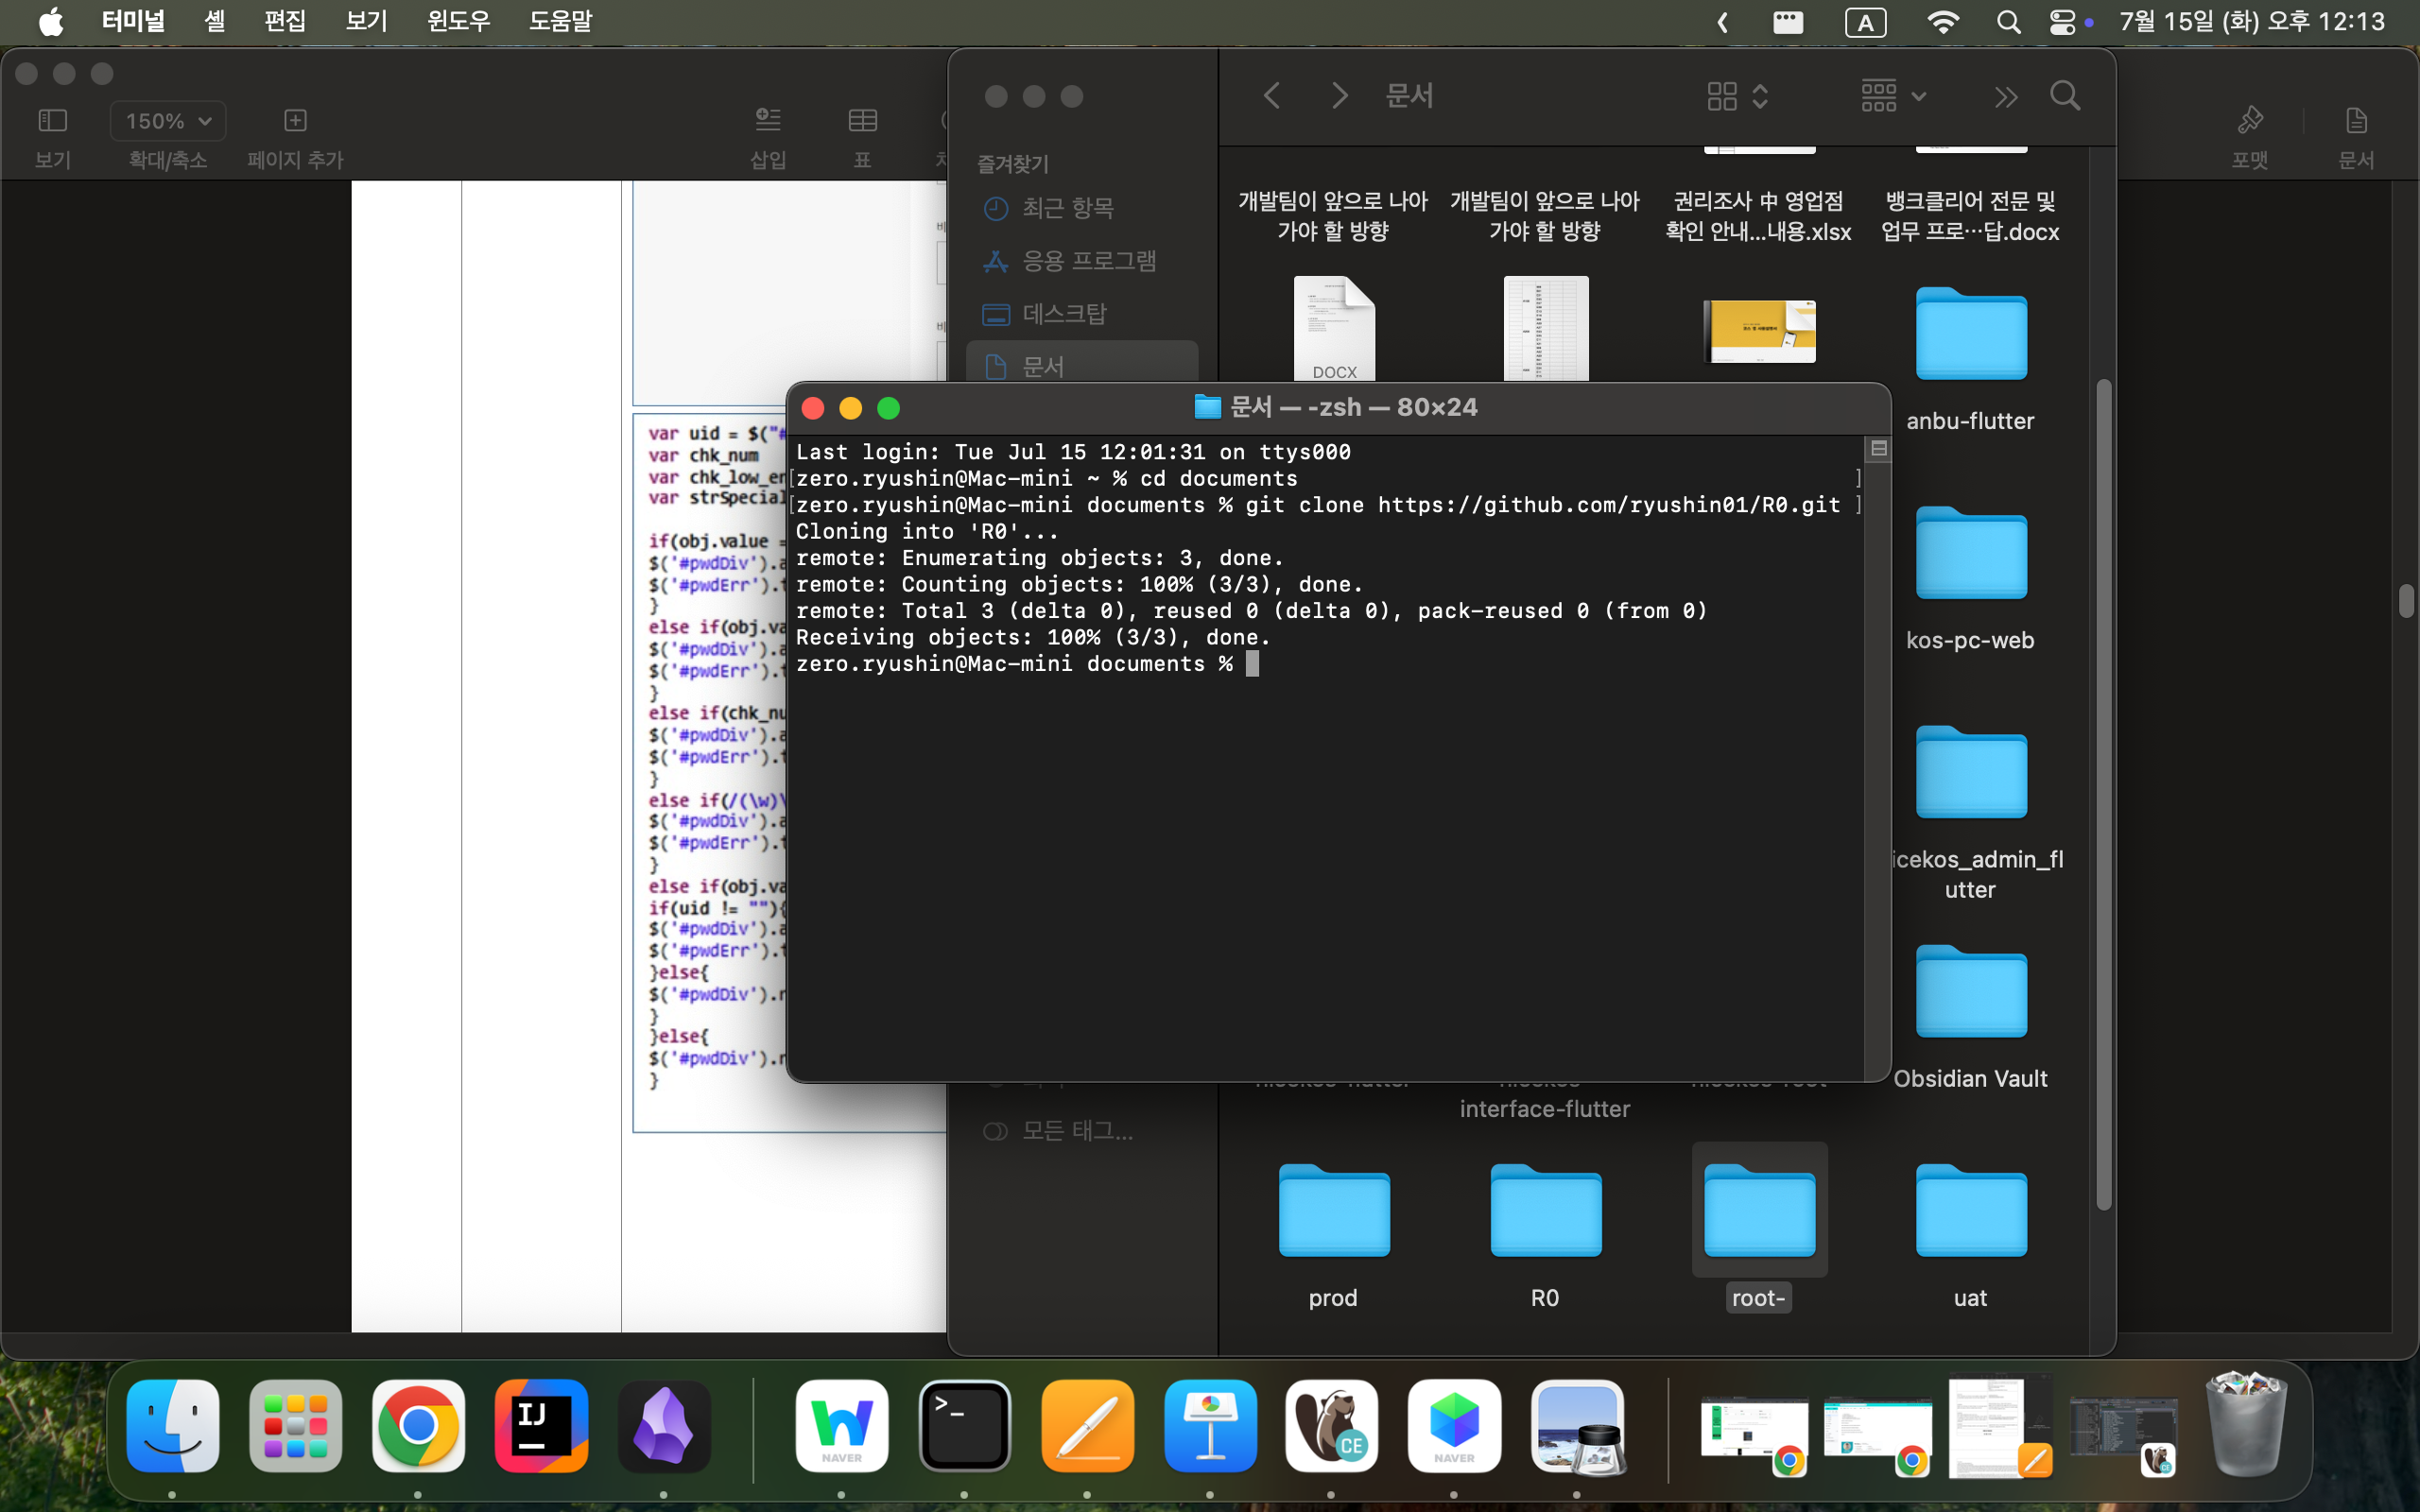 터미널 셸 편집 보기 윈도우 도움말
A
7월 15일 (화) 오후 12:13
150%
보기 확대/축소 페이지 추가 삽입 표
포맷 문서
var uid = $("#
var chk_num
var chk_low_en
var strSpecial
if(obj.value =
$('#pwdDiv').a
$('#pwdErr').t
}
else if(obj.va
$('#pwdDiv').a
$('#pwdErr').t
}
else if(chk_nu
$('#pwdDiv').a
$('#pwdErr').t
}
else if(/(\w)\
$('#pwdDiv').a
$('#pwdErr').t
}
else if(obj.va
if(uid != ""){
$('#pwdDiv').a
$('#pwdErr').t
}else{
$('#pwdDiv').r
}
}else{
$('#pwdDiv').r
}
문서
즐겨찾기
최근 항목
응용 프로그램
데스크탑
문서
모든 태그...
개발팀이 앞으로 나아
가야 할 방향
개발팀이 앞으로 나아
가야 할 방향
권리조사 中 영업점
확인 안내...내용.xlsx
뱅크클리어 전문 및
업무 프로…답.docx
DOCX
anbu-flutter
kos-pc-web
icekos_admin_fl
utter
Obsidian Vault
interface-flutter
prod
R0
root-
uat
문서 — -zsh — 80×24
Last login: Tue Jul 15 12:01:31 on ttys000
[zero.ryushin@Mac-mini ~ % cd documents ]
[zero.ryushin@Mac-mini documents % git clone https://github.com/ryushin01/R0.git ]
Cloning into 'R0'...
remote: Enumerating objects: 3, done.
remote: Counting objects: 100% (3/3), done.
remote: Total 3 (delta 0), reused 0 (delta 0), pack-reused 0 (from 0)
Receiving objects: 100% (3/3), done.
zero.ryushin@Mac-mini documents %
IJ
NAVER
>_
CE
NAVER